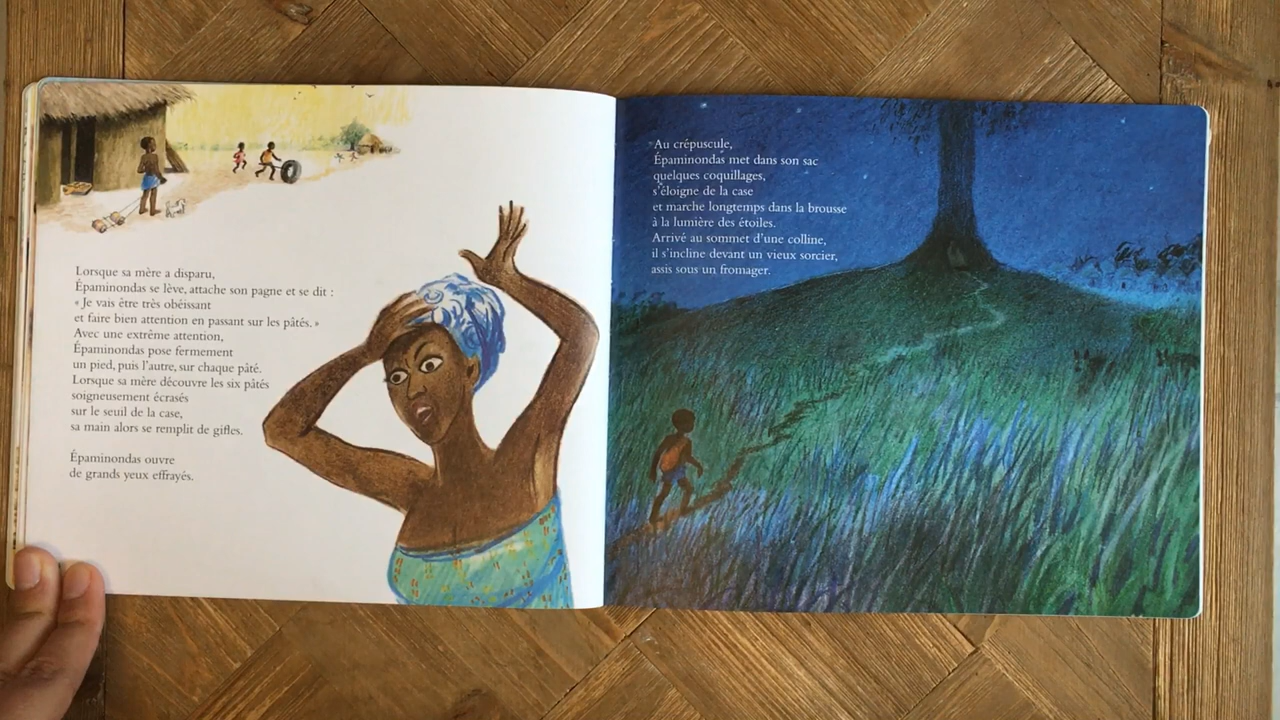 Lorsque sa mère a disparu,
Épaminondas se lève, attache son pagne et se dit :
« Je vais être très obéissant
et faire bien attention en passant sur les pâtés. »
Avec une extrême attention,
Épaminondas pose fermement
un pied, puis l'autre, sur chaque pâté.
Lorsque sa mère découvre les six pâtés
soigneusement écrasés
sur le seuil de la case,
sa main alors se remplit de gifles.
Épaminondas ouvre
de grands yeux effrayés.
Au crépuscule,
Épaminondas met dans son sac
quelques coquillages,
s'éloigne de la case
et marche longtemps dans la brousse
à la lumière des étoiles.
Arrivé au sommet d'une colline,
il s'incline devant un vieux sorcier,
assis sous un fromager.